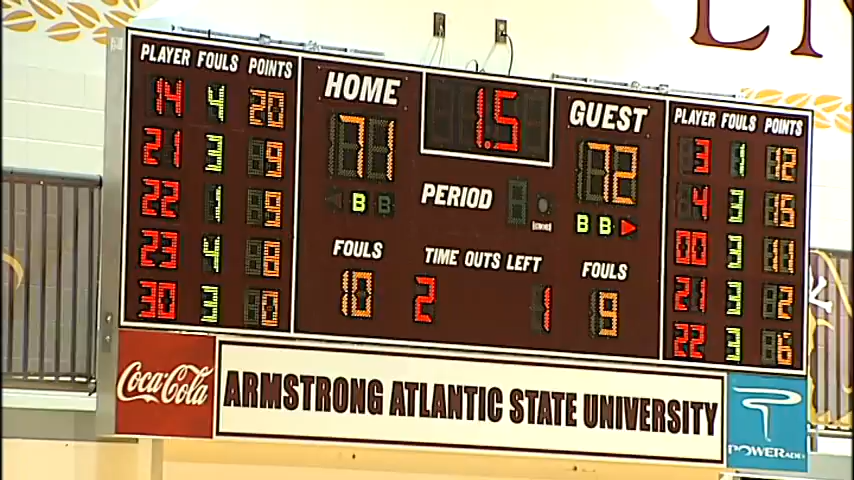 PLAYER FOULS POINTS
14 4 20
21 3 9
22 1 9
23 4 8
30 3 0
HOME
71
B
FOULS
10
1.5
PERIOD
TIME OUTS LEFT
2 1
GUEST
72
B B
FOULS
9
PLAYER FOULS POINTS
3 1 12
4 3 15
00 3 11
21 3 2
22 3 6
Coca-Cola
ARMSTRONG ATLANTIC STATE UNIVERSITY
POWERADE